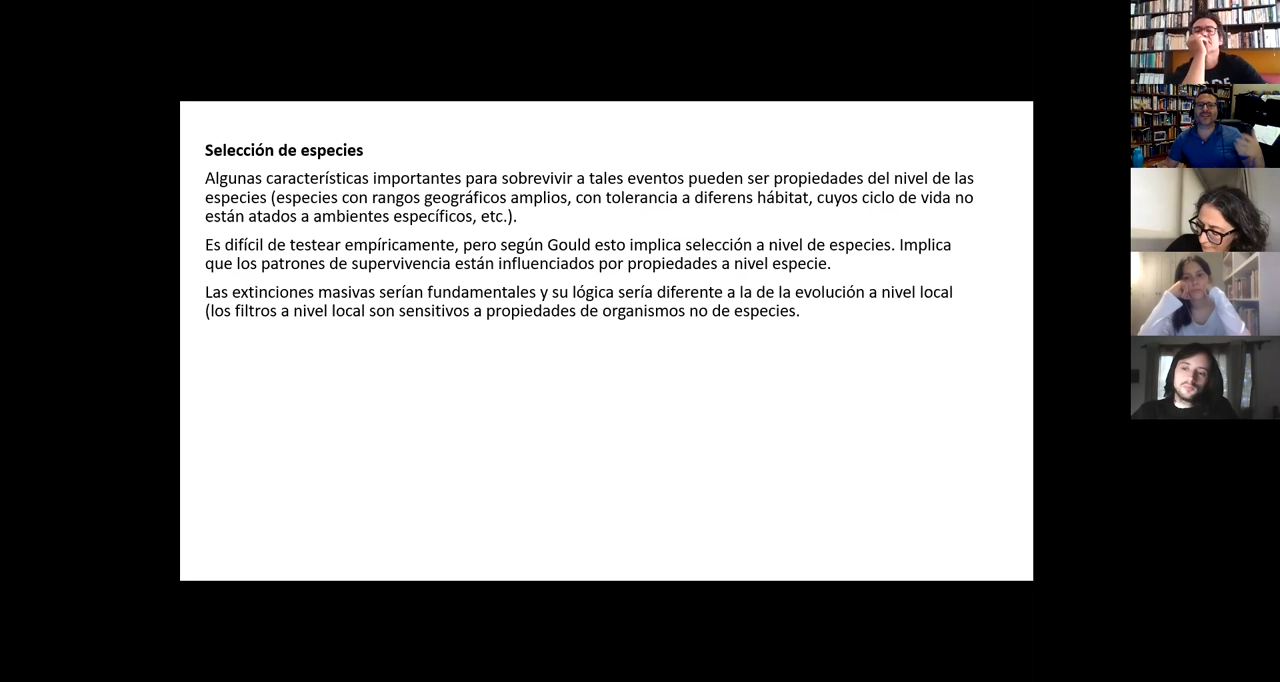 Selección de especies
Algunas características importantes para sobrevivir a tales eventos pueden ser propiedades del nivel de las
especies (especies con rangos geográficos amplios, con tolerancia a diferens hábitat, cuyos ciclo de vida no
están atados a ambientes específicos, etc.).
Es difícil de testear empíricamente, pero según Gould esto implica selección a nivel de especies. Implica
que los patrones de supervivencia están influenciados por propiedades a nivel especie.
Las extinciones masivas serían fundamentales y su lógica sería diferente a la de la evolución a nivel local
(los filtros a nivel local son sensitivos a propiedades de organismos no de especies.